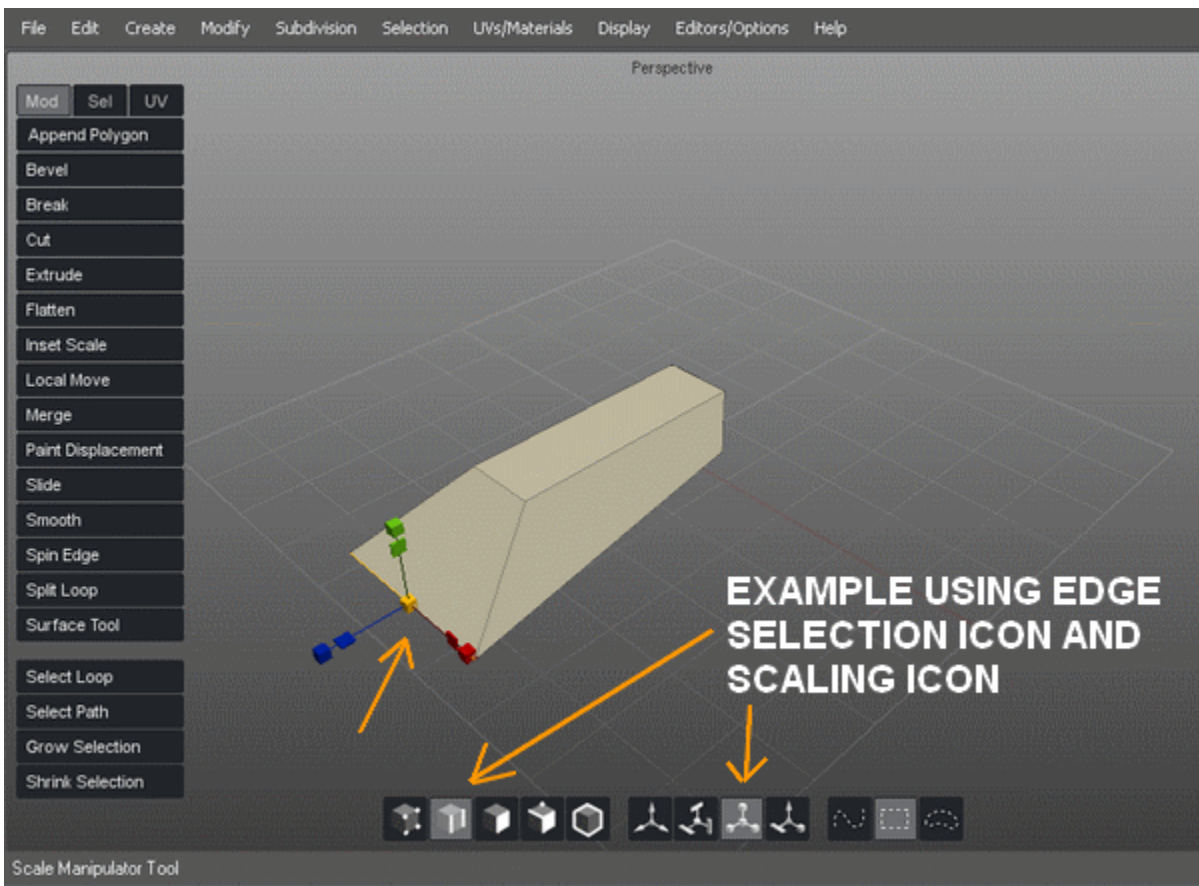 File Edit Create Modify Subdivision Selection UVs/Materials Display Editors/Options Help
Perspective
Mod Sel UV
Append Polygon
Bevel
Break
Cut
Extrude
Flatten
Inset Scale
Local Move
Merge
Paint Displacement
Slide
Smooth
Spin Edge
Split Loop
Surface Tool
Select Loop
Select Path
Grow Selection
Shrink Selection
EXAMPLE USING EDGE
SELECTION ICON AND
SCALING ICON
Scale Manipulator Tool